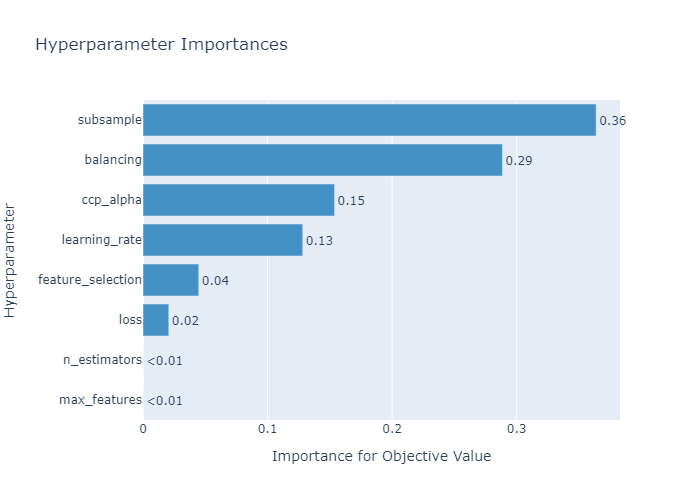 Hyperparameter Importances
Hyperparameter
subsample 0.36
balancing 0.29
ccp_alpha 0.15
learning_rate 0.13
feature_selection 0.04
loss 0.02
n_estimators <0.01
max_features <0.01
0 0.1 0.2 0.3
Importance for Objective Value